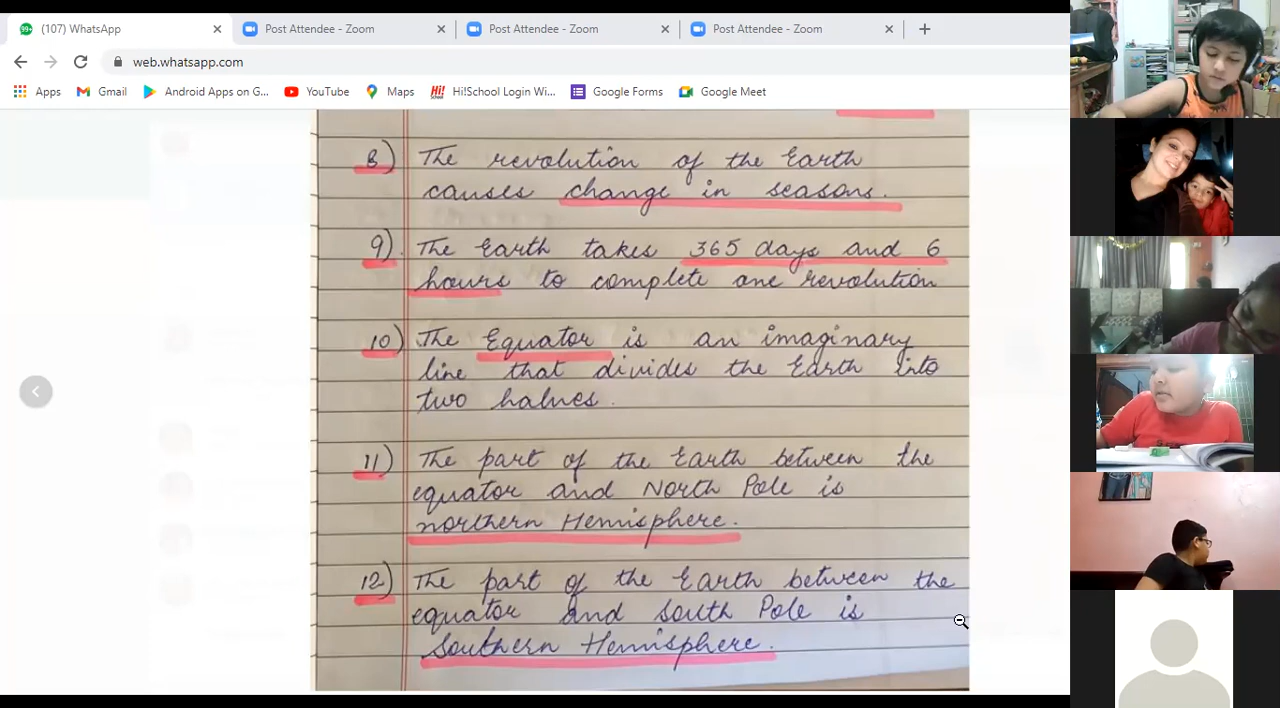 99+ (107) WhatsApp
Post Attendee - Zoom
Post Attendee - Zoom
Post Attendee - Zoom
web.whatsapp.com
Apps
Gmail
Android Apps on G...
YouTube
Maps
Hi! Hi!School Login Wi...
Google Forms
Google Meet
8) The revolution of the Earth
causes change in seasons.
9). The Earth takes 365 days and 6
hours to complete one revolution
10) The Equator is an imaginary
line that divides the Earth into
two halves.
11) The part of the Earth between the
equator and North Pole is
northern Hemisphere.
12) The part of the Earth between the
equator and South Pole is
Southern Hemisphere.